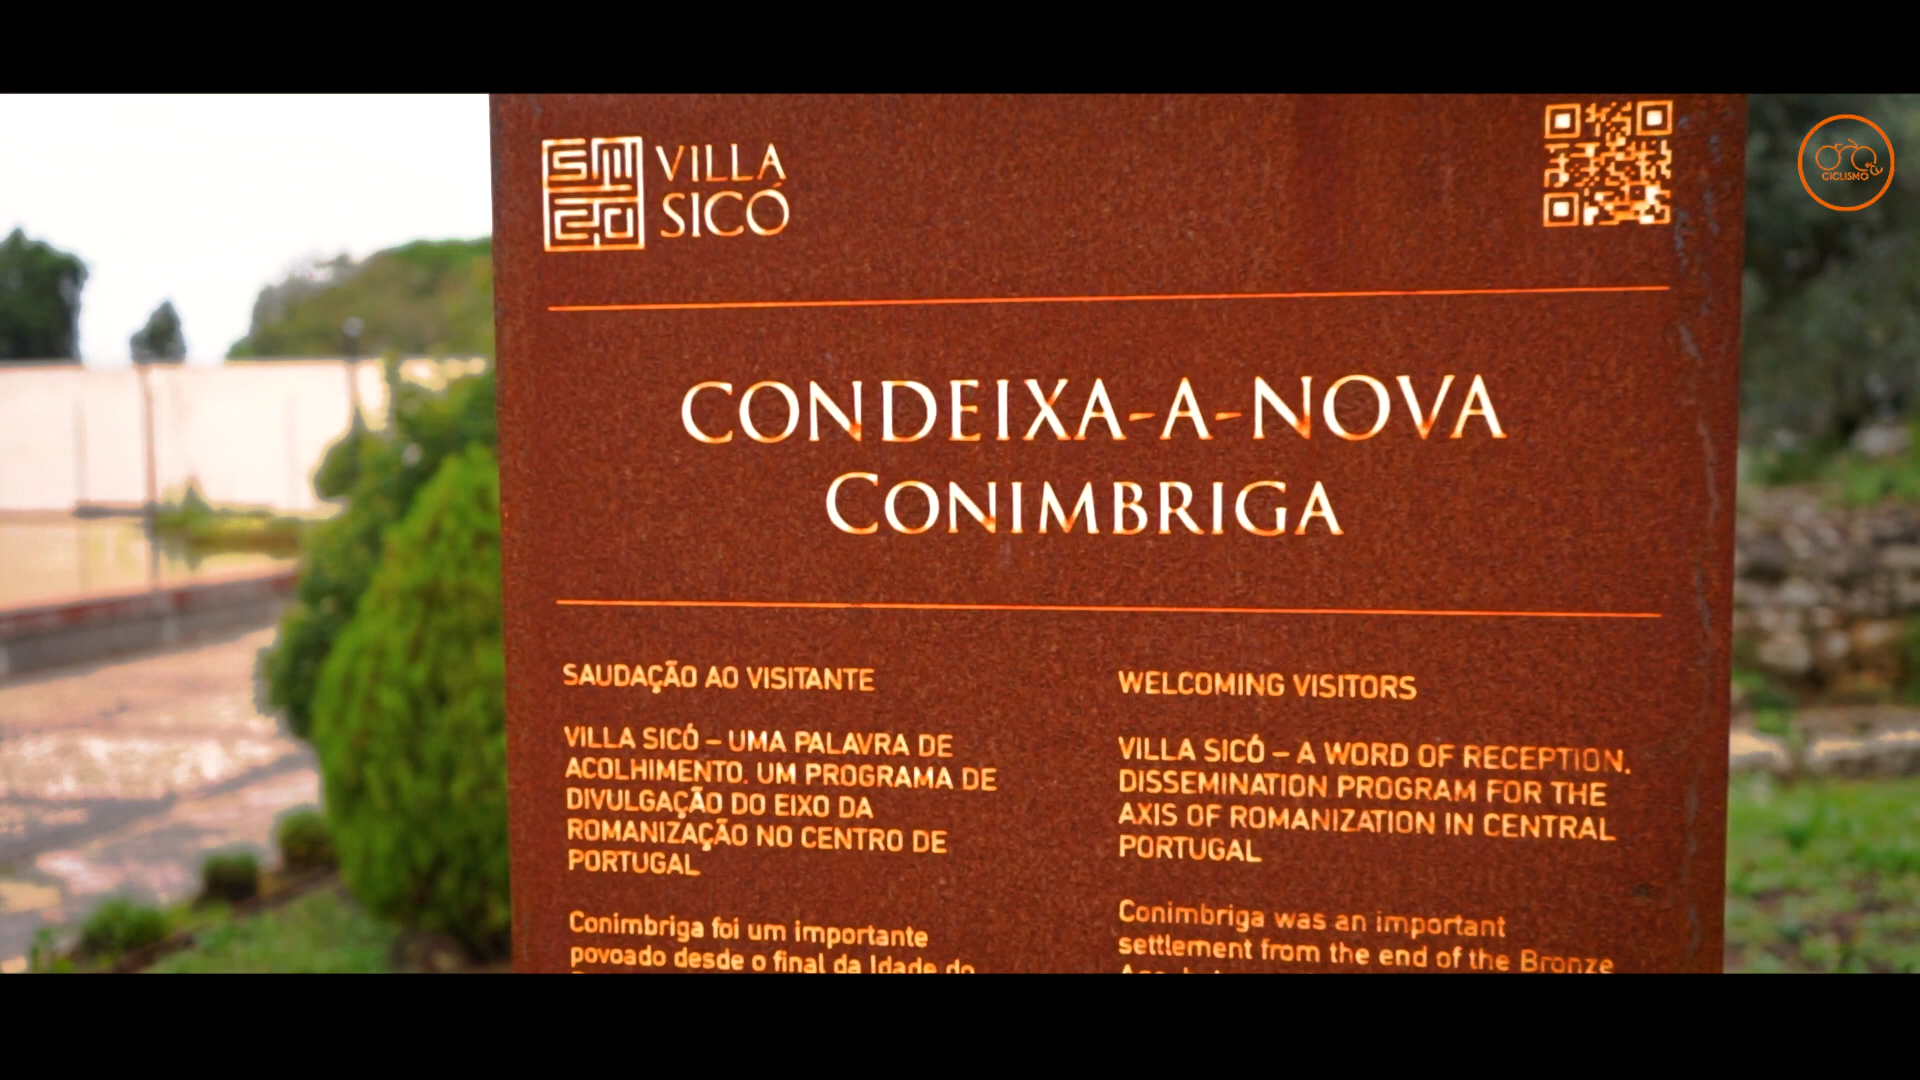 VILLA
SICÓ
CICLISMO
tv
CONDEIXA-A-NOVA
CONIMBRIGA
SAUDAÇÃO AO VISITANTE
VILLA SICÓ – UMA PALAVRA DE
ACOLHIMENTO. UM PROGRAMA DE
DIVULGAÇÃO DO EIXO DA
ROMANIZAÇÃO NO CENTRO DE
PORTUGAL
Conimbriga foi um importante
povoado desde o final da Idade do
WELCOMING VISITORS
VILLA SICÓ – A WORD OF RECEPTION.
DISSEMINATION PROGRAM FOR THE
AXIS OF ROMANIZATION IN CENTRAL
PORTUGAL
Conimbriga was an important
settlement from the end of the Bronze